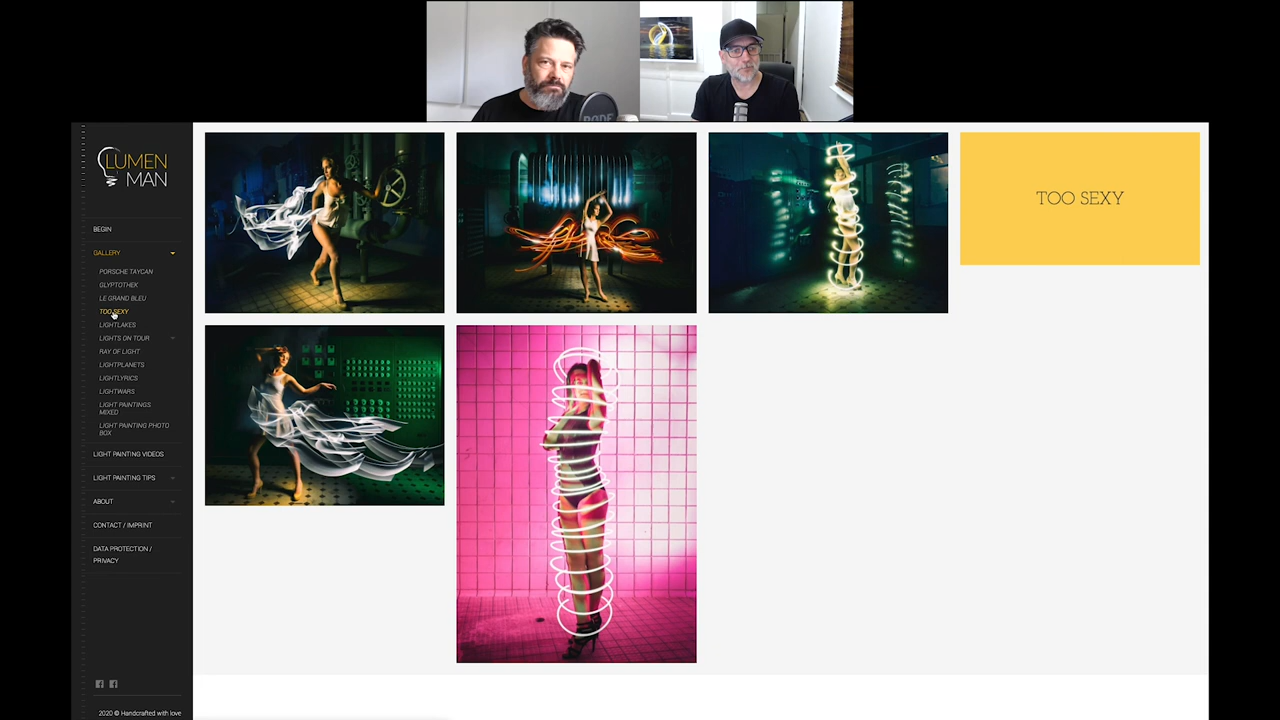 RODE
LUMEN
MAN
BEGIN
GALLERY
PORSCHE TAYCAN
GLYPTOTHEK
LE GRAND BLEU
TOO SEXY
LIGHTLAKES
LIGHTS ON TOUR
RAY OF LIGHT
LIGHTPLANETS
LIGHTLYRICS
LIGHTWARS
LIGHT PAINTINGS
MIXED
LIGHT PAINTING PHOTO
BOX
LIGHT PAINTING VIDEOS
LIGHT PAINTING TIPS
ABOUT
CONTACT / IMPRINT
DATA PROTECTION /
PRIVACY
2020 © Handcrafted with love
TOO SEXY